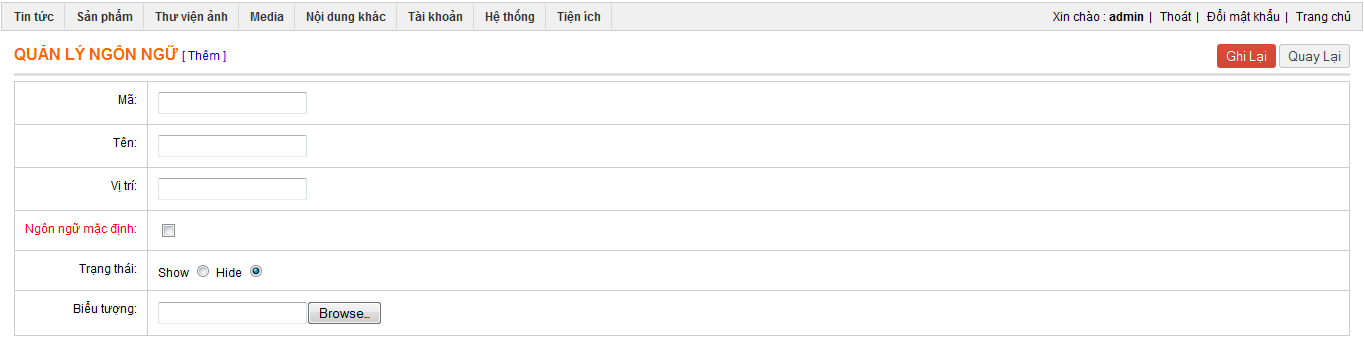 Tin tức Sản phẩm Thư viện ảnh Media Nội dung khác Tài khoản Hệ thống Tiện ích Xin chào : admin | Thoát | Đổi mật khẩu | Trang chủ
QUẢN LÝ NGÔN NGỮ [ Thêm ] Ghi Lại Quay Lại
Mã:
Tên:
Vị trí:
Ngôn ngữ mặc định:
Trạng thái: Show Hide
Biểu tượng: Browse...